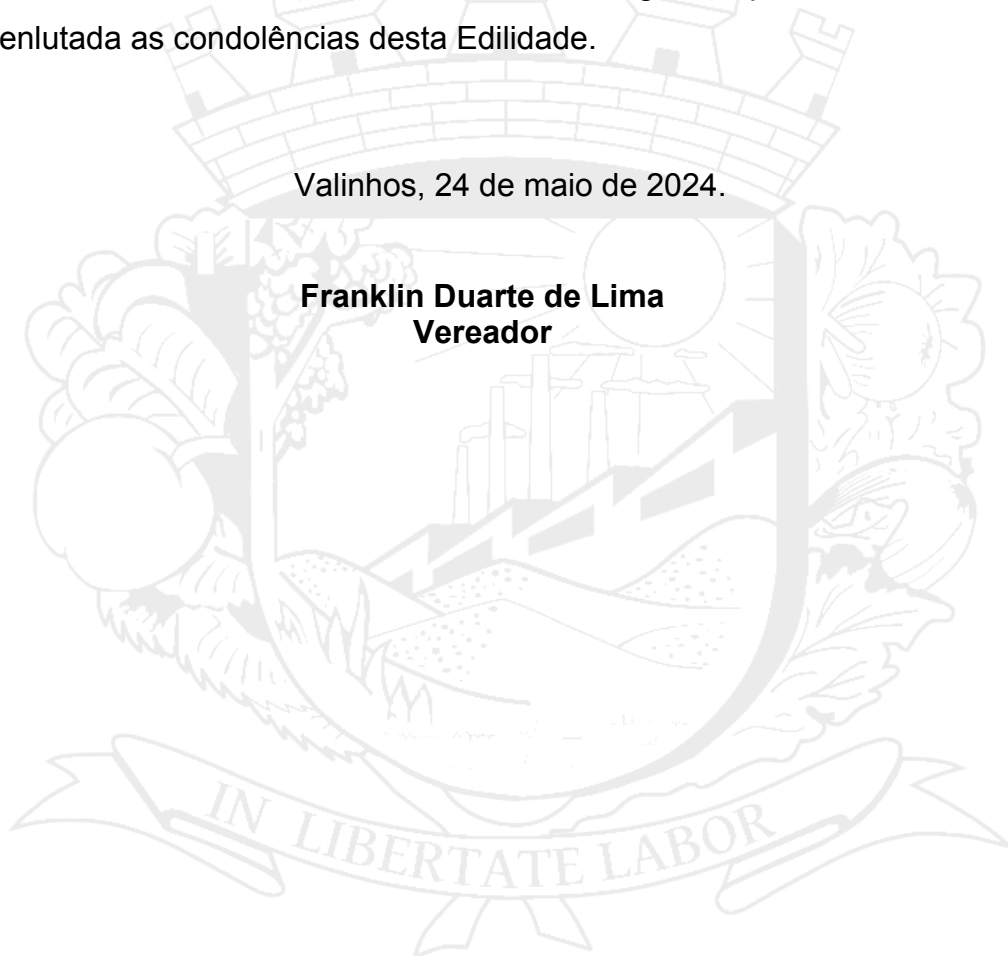 enlutada as condolências desta Edilidade.
Valinhos, 24 de maio de 2024.
Franklin Duarte de Lima
Vereador
IN LIBERTATE LABOR